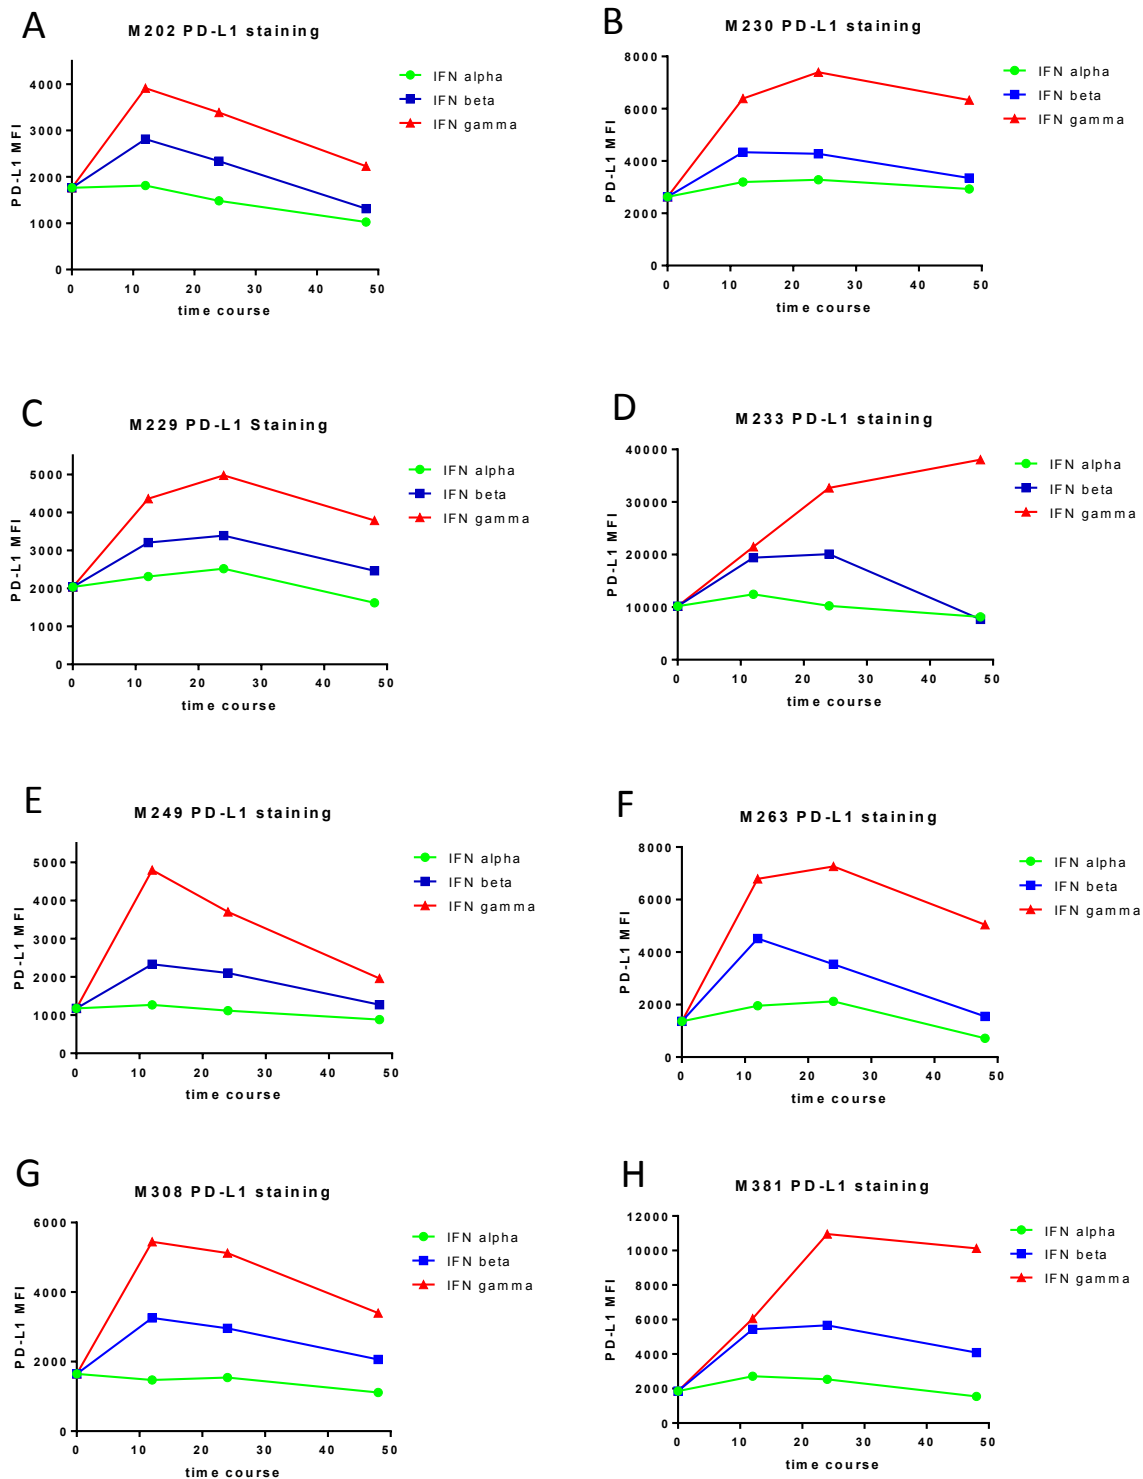 A
M202 PD-L1 staining
4000
3000
2000
1000
0
PD-L1 MFI
0 10 20 30 40 50
time course
IFN alpha
IFN beta
IFN gamma
B
M230 PD-L1 staining
8000
6000
4000
2000
0
PD-L1 MFI
0 10 20 30 40 50
time course
IFN alpha
IFN beta
IFN gamma
C
M229 PD-L1 Staining
5000
4000
3000
2000
1000
0
PD-L1 MFI
0 10 20 30 40 50
time course
IFN alpha
IFN beta
IFN gamma
D
M233 PD-L1 staining
40000
30000
20000
10000
0
PD-L1 MFI
0 10 20 30 40 50
time course
IFN alpha
IFN beta
IFN gamma
E
M249 PD-L1 staining
5000
4000
3000
2000
1000
0
PD-L1 MFI
0 10 20 30 40 50
time course
IFN alpha
IFN beta
IFN gamma
F
M263 PD-L1 staining
8000
6000
4000
2000
0
PD-L1 MFI
0 10 20 30 40 50
time course
IFN alpha
IFN beta
IFN gamma
G
M308 PD-L1 staining
6000
4000
2000
0
PD-L1 MFI
0 10 20 30 40 50
time course
IFN alpha
IFN beta
IFN gamma
H
M381 PD-L1 staining
12000
10000
8000
6000
4000
2000
0
PD-L1 MFI
0 10 20 30 40 50
time course
IFN alpha
IFN beta
IFN gamma